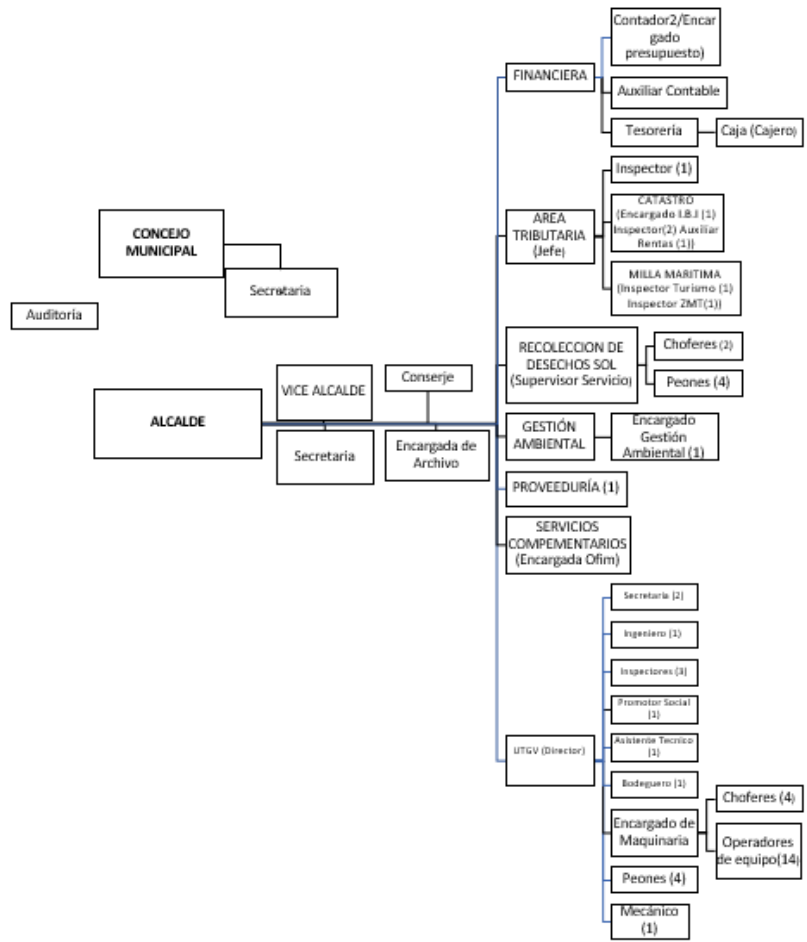 Contador2/Encar
gado
presupuesto)
FINANCIERA
Auxiliar Contable
Tesorería
Caja (Cajero)
Inspector (1)
CATASTRO
(Encargado I.B.I (1)
Inspector(2) Auxiliar
Rentas (1))
AREA
TRIBUTARIA
(Jefe)
MILLA MARITIMA
(Inspector Turismo (1)
Inspector ZMT(1))
CONCEJO
MUNICIPAL
Secretaria
Auditoría
RECOLECCION DE
DESECHOS SOL
(Supervisor Servicio)
Choferes (2)
Peones (4)
VICE ALCALDE
Conserje
ALCALDE
Secretaria
Encargada de
Archivo
GESTIÓN
AMBIENTAL
Encargado
Gestión
Ambiental (1)
PROVEEDURÍA (1)
SERVICIOS
COMPEMENTARIOS
(Encargada Ofim)
Secretaria (2)
Ingeniero (1)
Inspectores (3)
Promotor Social
(1)
UTGV (Director)
Asistente Tecnico
(1)
Bodeguero (1)
Encargado de
Maquinaria
Choferes (4)
Operadores
de equipo(14)
Peones (4)
Mecánico
(1)